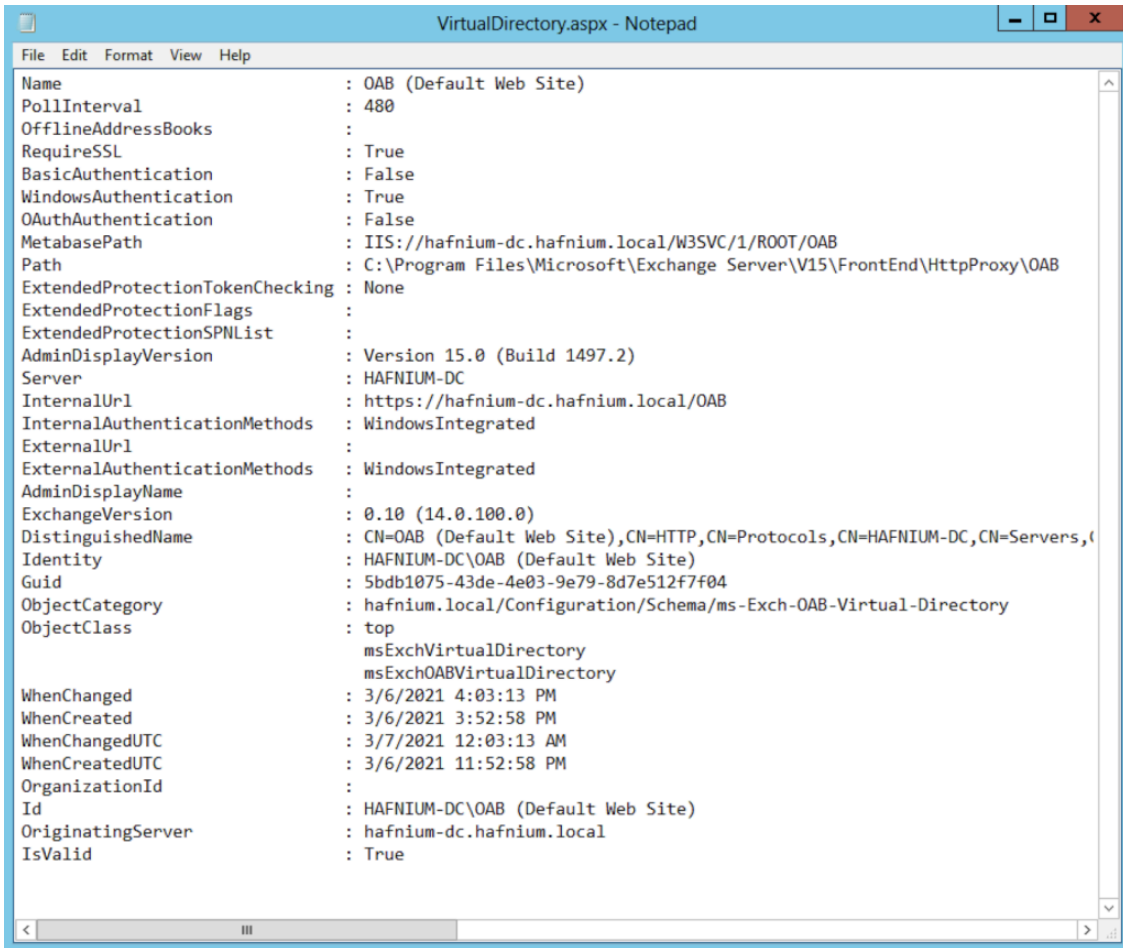 VirtualDirectory.aspx - Notepad
File Edit Format View Help
Name : OAB (Default Web Site)
PollInterval : 480
OfflineAddressBooks :
RequireSSL : True
BasicAuthentication : False
WindowsAuthentication : True
OAuthAuthentication : False
MetabasePath : IIS://hafnium-dc.hafnium.local/W3SVC/1/ROOT/OAB
Path : C:\Program Files\Microsoft\Exchange Server\V15\FrontEnd\HttpProxy\OAB
ExtendedProtectionTokenChecking : None
ExtendedProtectionFlags :
ExtendedProtectionSPNList :
AdminDisplayVersion : Version 15.0 (Build 1497.2)
Server : HAFNIUM-DC
InternalUrl : https://hafnium-dc.hafnium.local/OAB
InternalAuthenticationMethods : WindowsIntegrated
ExternalUrl :
ExternalAuthenticationMethods : WindowsIntegrated
AdminDisplayName :
ExchangeVersion : 0.10 (14.0.100.0)
DistinguishedName : CN=OAB (Default Web Site),CN=HTTP,CN=Protocols,CN=HAFNIUM-DC,CN=Servers,
Identity : HAFNIUM-DC\OAB (Default Web Site)
Guid : 5bdb1075-43de-4e03-9e79-8d7e512f7f04
ObjectCategory : hafnium.local/Configuration/Schema/ms-Exch-OAB-Virtual-Directory
ObjectClass : top
msExchVirtualDirectory
msExchOABVirtualDirectory
WhenChanged : 3/6/2021 4:03:13 PM
WhenCreated : 3/6/2021 3:52:58 PM
WhenChangedUTC : 3/7/2021 12:03:13 AM
WhenCreatedUTC : 3/6/2021 11:52:58 PM
OrganizationId :
Id : HAFNIUM-DC\OAB (Default Web Site)
OriginatingServer : hafnium-dc.hafnium.local
IsValid : True